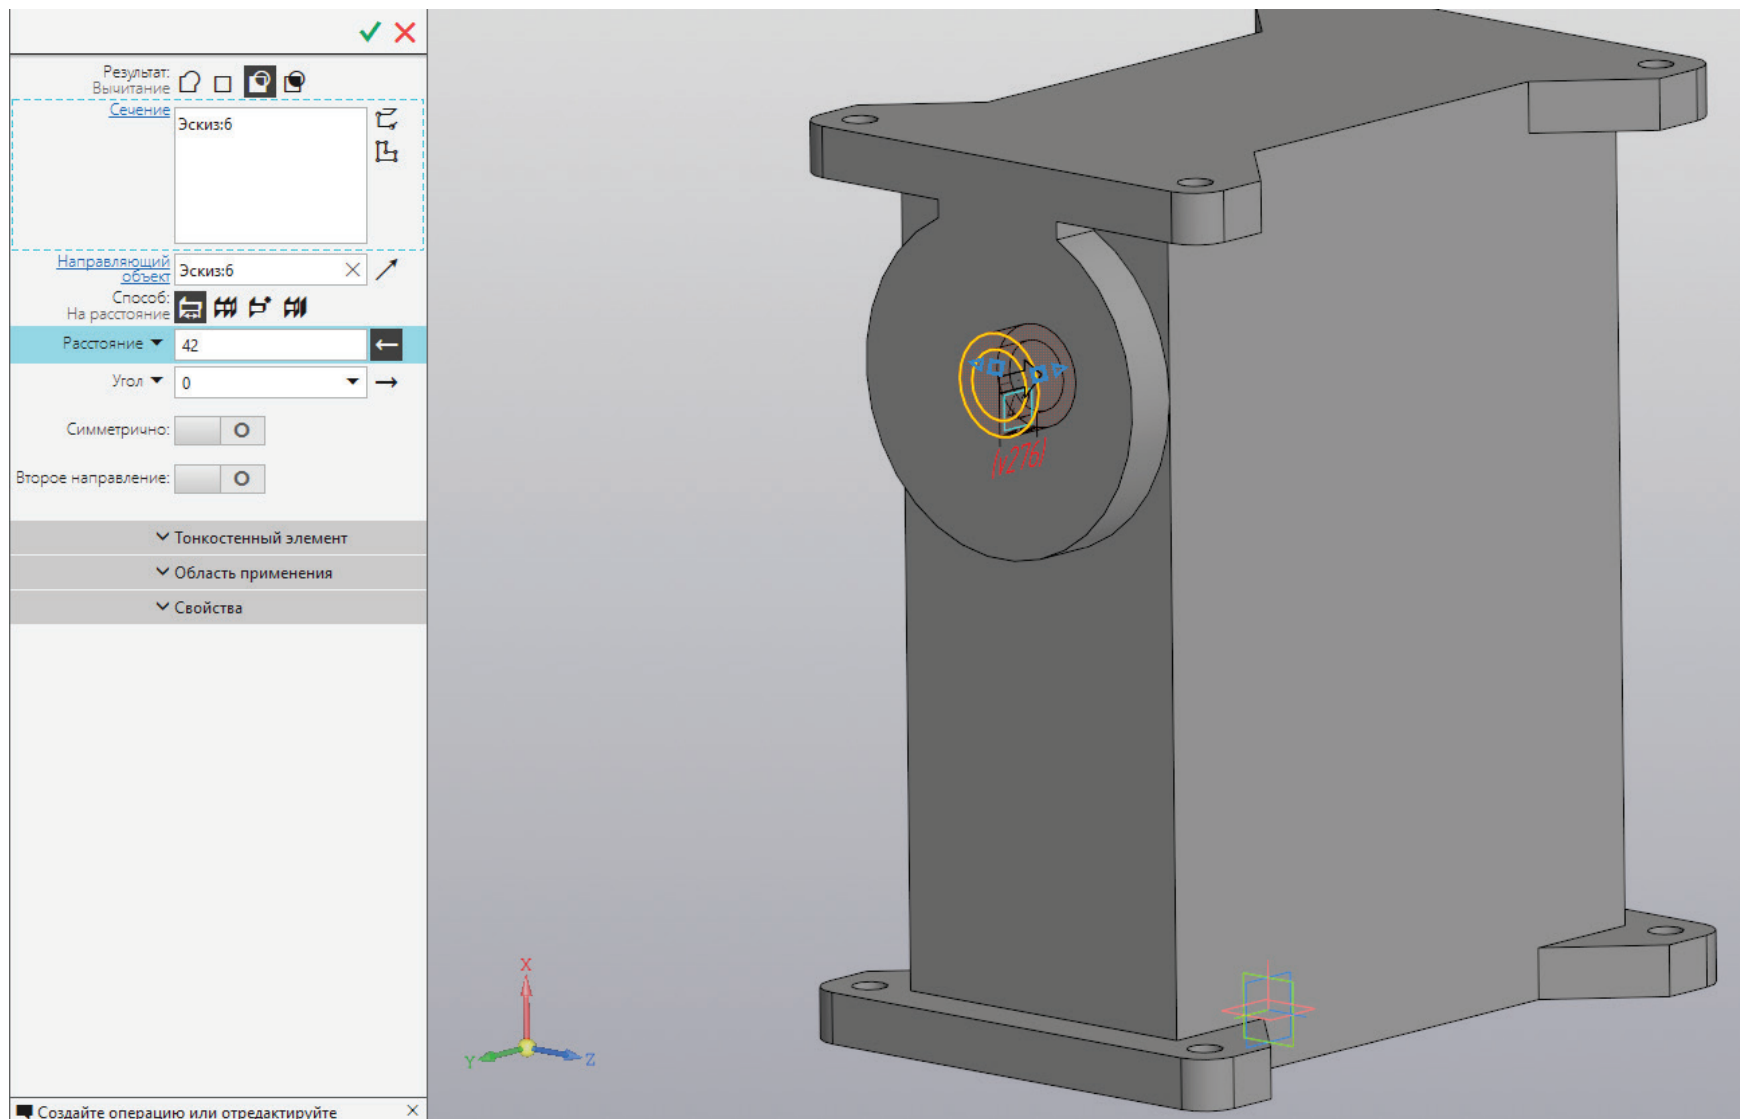 Результат:
Вычитание
Сечение
Эскиз:6
Направляющий
объект
Эскиз:6
Способ:
На расстояние
Расстояние
42
Угол
0
Симметрично:
Второе направление:
Тонкостенный элемент
Область применения
Свойства
Создайте операцию или отредактируйте
(v276)
X
Y
Z